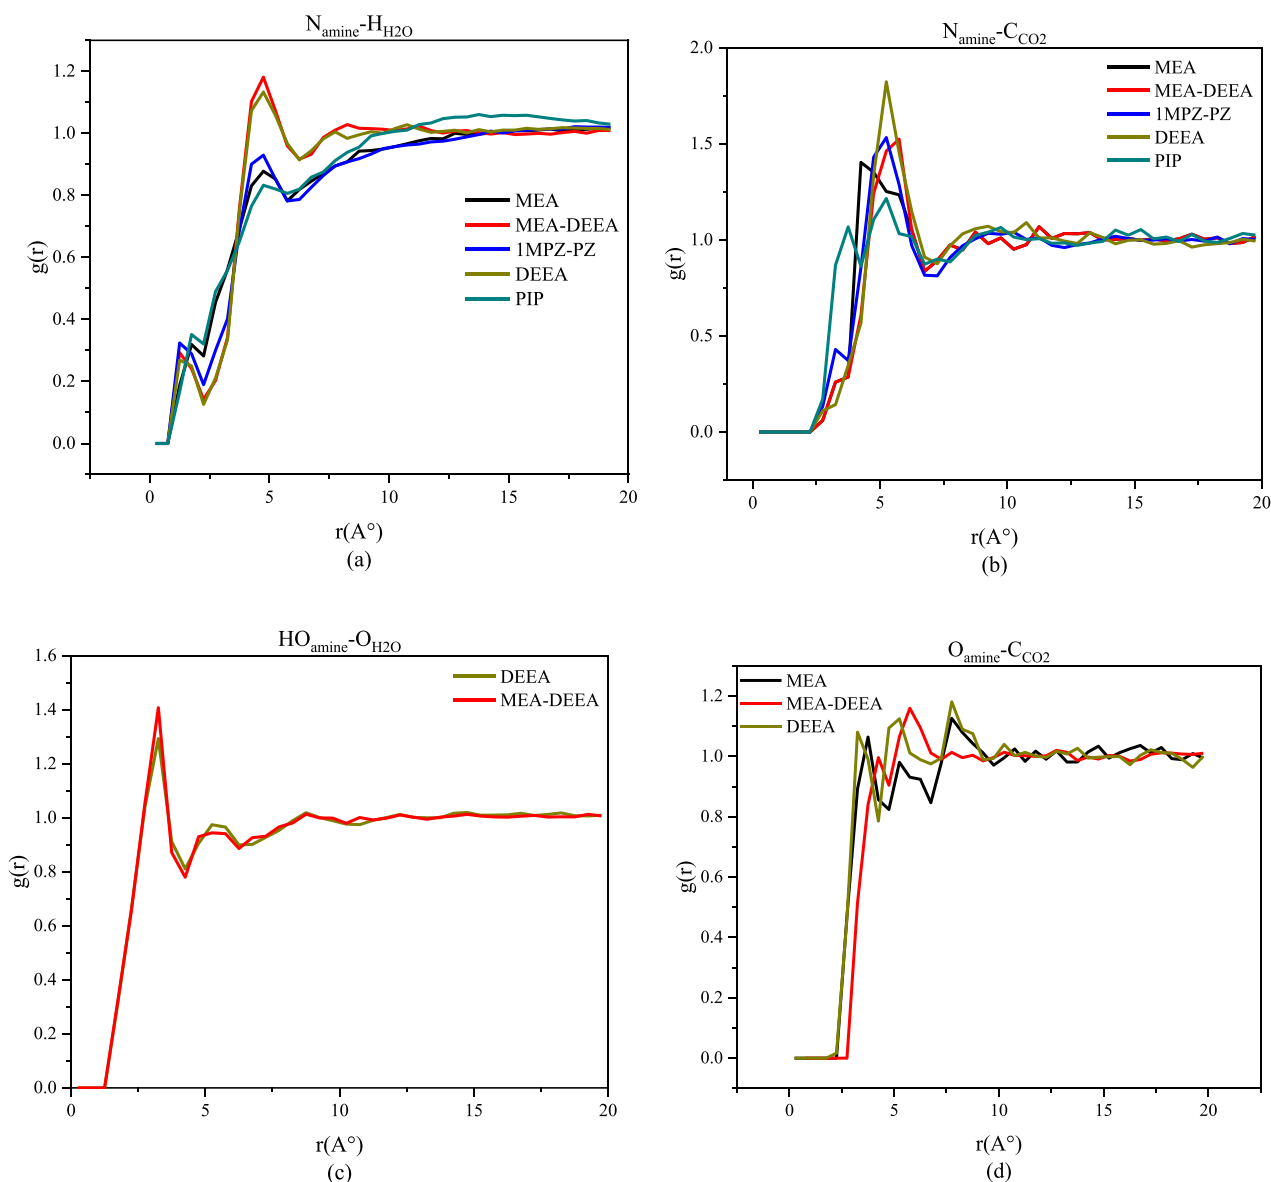 N_amine-H_H2O
1.2
1.0
0.8
0.6
0.4
0.2
0.0
g(r)
MEA
MEA-DEEA
1MPZ-PZ
DEEA
PIP
0 5 10 15 20
r(A°)
(a)
N_amine-C_CO2
2.0
1.5
1.0
0.5
0.0
g(r)
MEA
MEA-DEEA
1MPZ-PZ
DEEA
PIP
0 5 10 15 20
r(A°)
(b)
HO_amine-O_H2O
1.6
1.4
1.2
1.0
0.8
0.6
0.4
0.2
0.0
g(r)
DEEA
MEA-DEEA
0 5 10 15 20
r(A°)
(c)
O_amine-C_CO2
1.2
1.0
0.8
0.6
0.4
0.2
0.0
g(r)
MEA
MEA-DEEA
DEEA
0 5 10 15 20
r(A°)
(d)